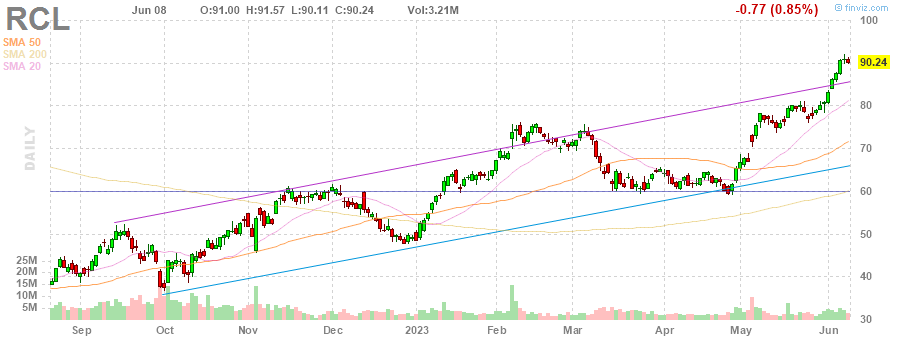 RCL Jun 08 O:91.00 H:91.57 L:90.11 C:90.24 Vol:3.21M -0.77 (0.85%) finviz.com
SMA 50
SMA 200
SMA 20
DAILY
100
90.24
80
70
60
50
40
30
25M
20M
15M
10M
5M
Sep Oct Nov Dec 2023 Feb Mar Apr May Jun